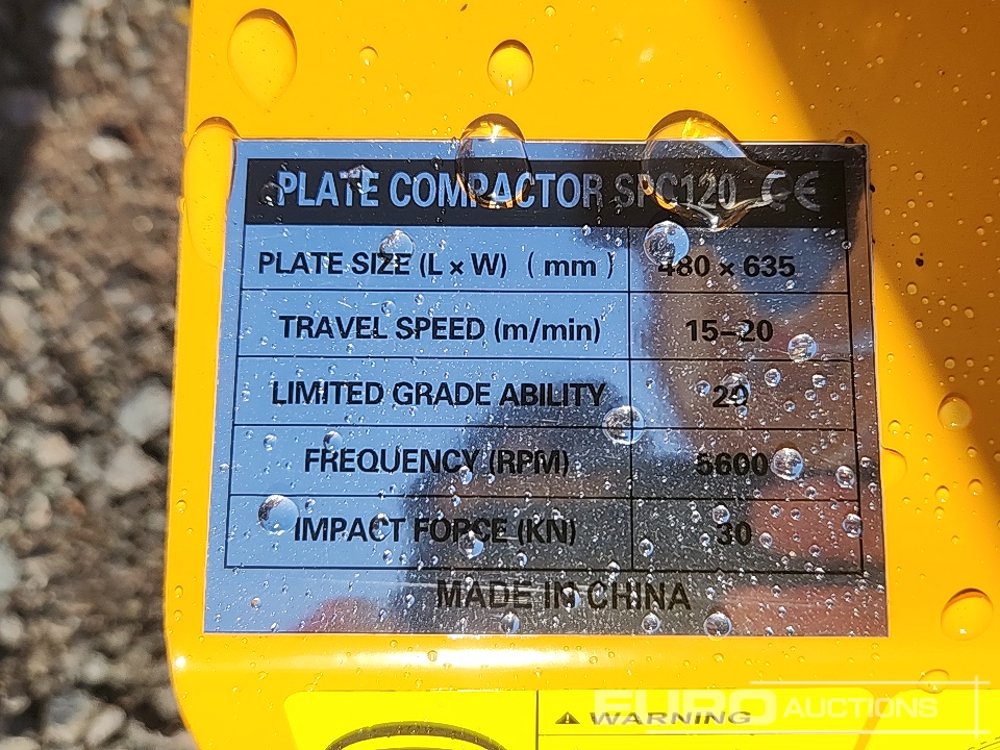 PLATE COMPACTOR SPC120 CE
PLATE SIZE (L × W) (mm) 480 × 635
TRAVEL SPEED (m/min) 15–20
LIMITED GRADE ABILITY 20
FREQUENCY (RPM) 5600
IMPACT FORCE (KN) 30
MADE IN CHINA
⚠ WARNING
EURO AUCTIONS